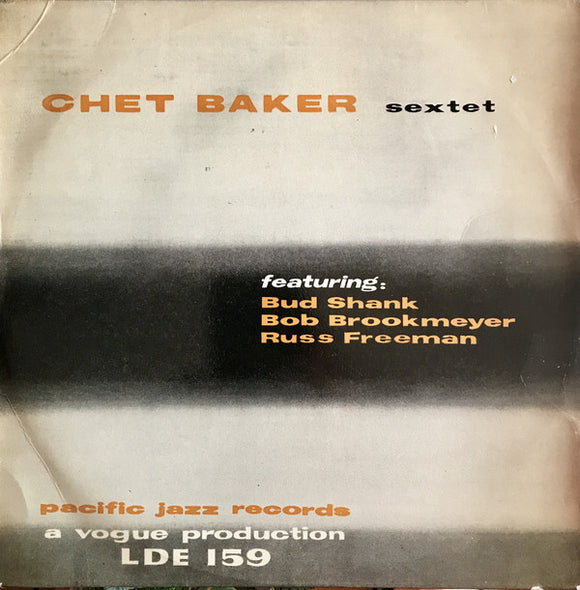 CHET BAKER sextet
featuring:
Bud Shank
Bob Brookmeyer
Russ Freeman
pacific jazz records
a vogue production
LDE 159